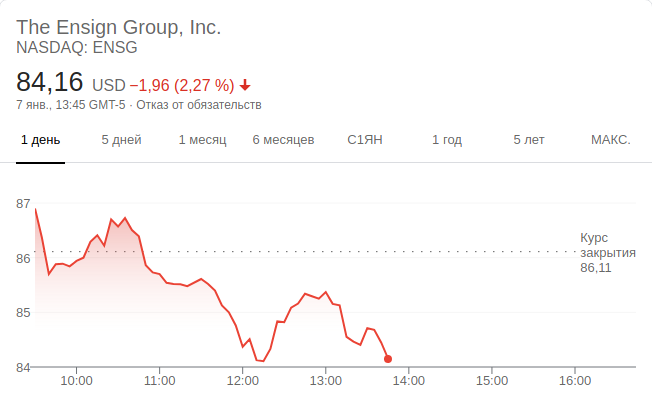 The Ensign Group, Inc.
NASDAQ: ENSG
84,16 USD −1,96 (2,27 %)
7 янв., 13:45 GMT-5 · Отказ от обязательств
1 день 5 дней 1 месяц 6 месяцев С1ЯН 1 год 5 лет МАКС.
87
86
85
84
Курс
закрытия
86,11
10:00 11:00 12:00 13:00 14:00 15:00 16:00